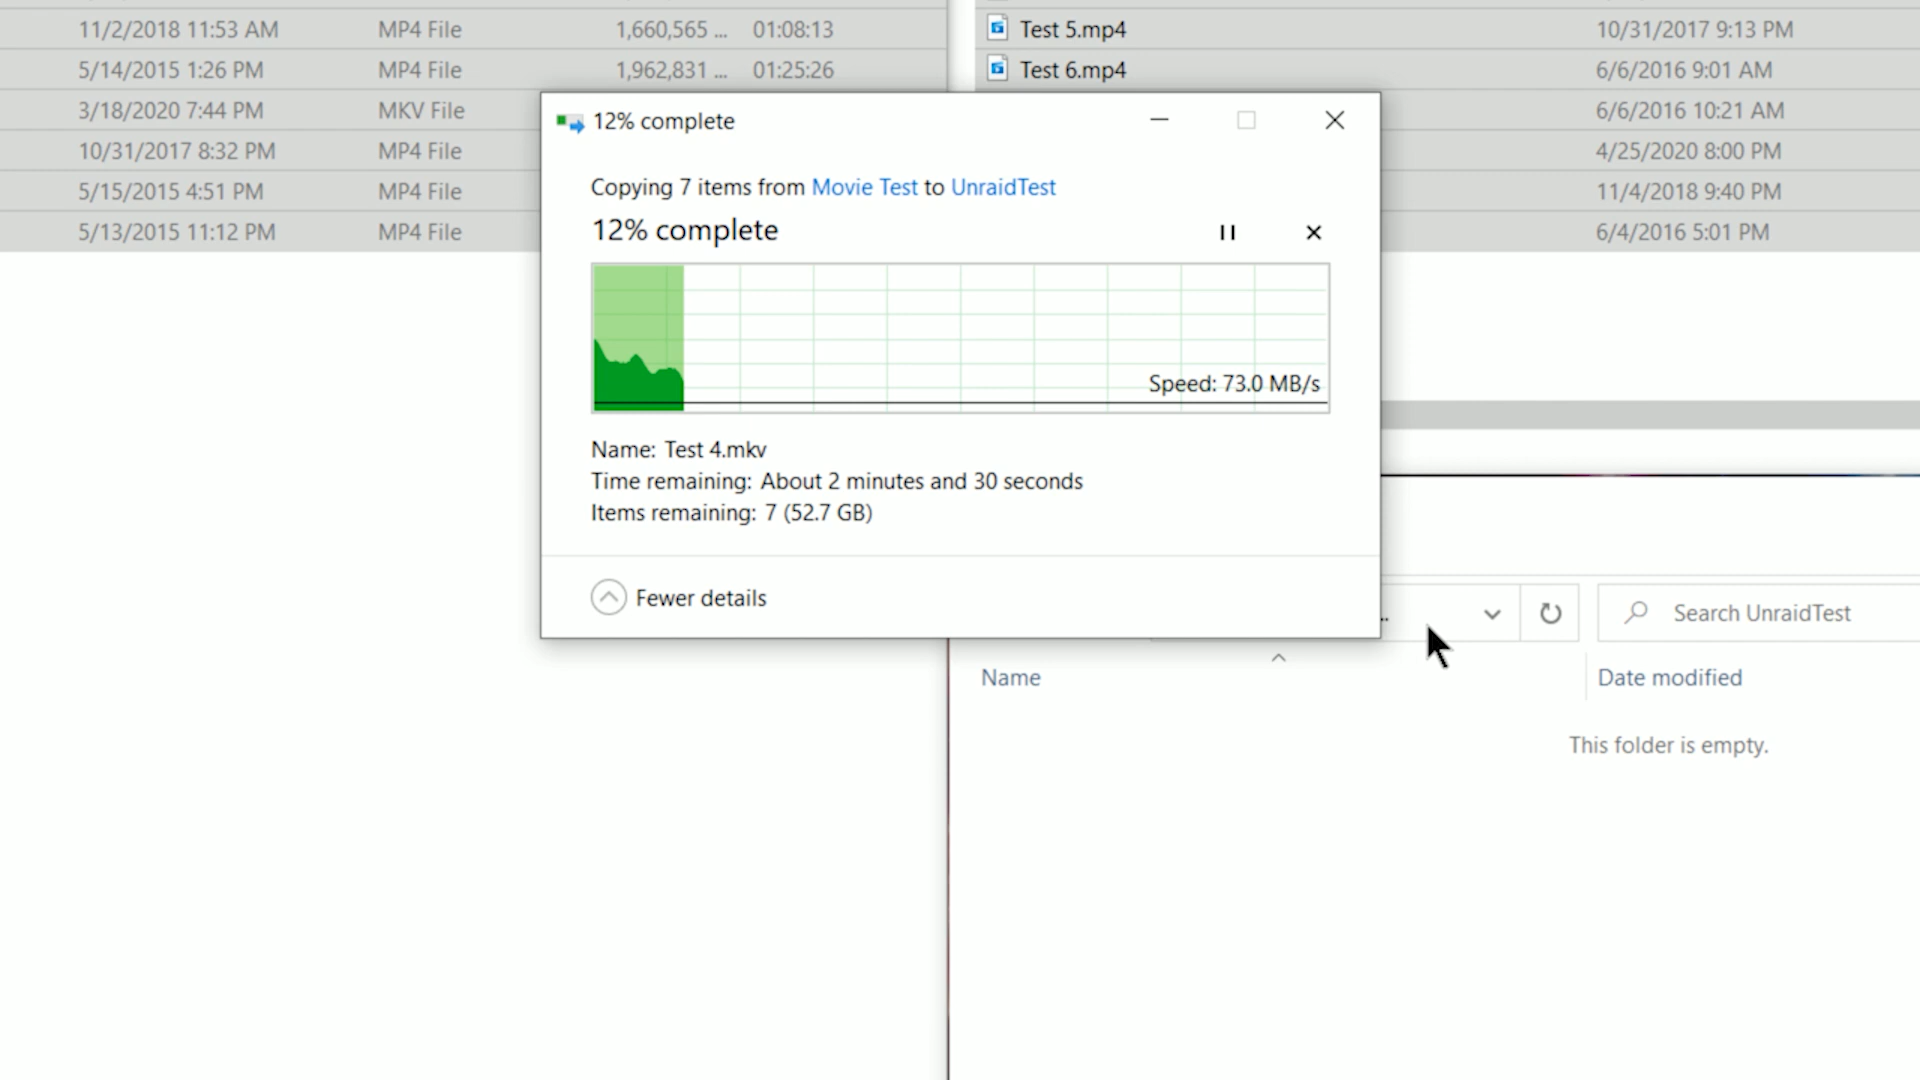 11/2/2018 11:53 AM MP4 File 1,660,565 ... 01:08:13
5/14/2015 1:26 PM MP4 File 1,962,831 ... 01:25:26
3/18/2020 7:44 PM MKV File
10/31/2017 8:32 PM MP4 File
5/15/2015 4:51 PM MP4 File
5/13/2015 11:12 PM MP4 File
Test 5.mp4 10/31/2017 9:13 PM
Test 6.mp4 6/6/2016 9:01 AM
6/6/2016 10:21 AM
4/25/2020 8:00 PM
11/4/2018 9:40 PM
6/4/2016 5:01 PM
12% complete
Copying 7 items from Movie Test to UnraidTest
12% complete
Speed: 73.0 MB/s
Name: Test 4.mkv
Time remaining: About 2 minutes and 30 seconds
Items remaining: 7 (52.7 GB)
Fewer details
Search UnraidTest
Name Date modified
This folder is empty.